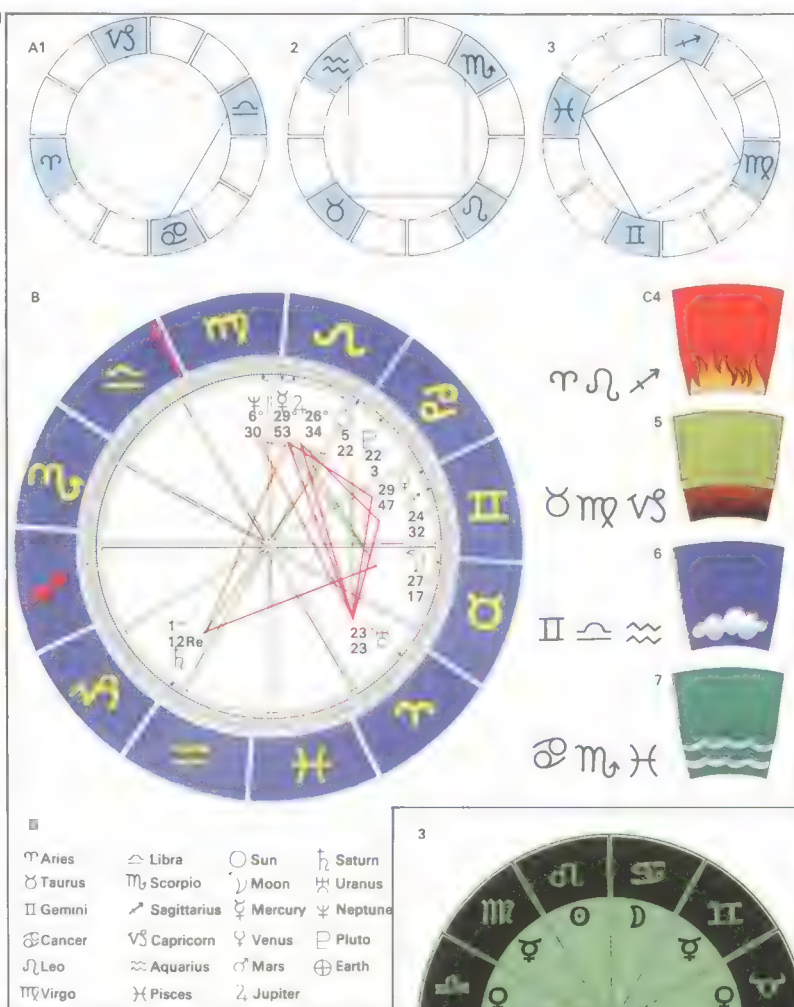 A1
♑
♎
♈
♋
2
♒
♏
♉
♌
3
♐
♓
♍
♊
B
♍ ♌ ♋ ♊ ♉ ♈ ♓ ♒ ♑ ♐ ♏ ♎
♆ ☿ ♃
6° 29 26°
30 53 34
5
22
♇
22
3
29
47
24
32
27
17
23
23 ♅
1
12Re
♄
C4
♈ ♌ ♐
5
♉ ♍ ♑
6
♊ ♎ ♒
7
♋ ♏ ♓
♈ Aries ♎ Libra ○ Sun ♄ Saturn
♉ Taurus ♏ Scorpio ☽ Moon ♅ Uranus
♊ Gemini ♐ Sagittarius ☿ Mercury ♆ Neptune
♋ Cancer ♑ Capricorn ♀ Venus ♇ Pluto
♌ Leo ♒ Aquarius ♂ Mars ⊕ Earth
♍ Virgo ♓ Pisces ♃ Jupiter
3
♎ ♍ ♌ ♋ ♊ ♉
♀ ☿ ☉ ☽ ☿ ♀